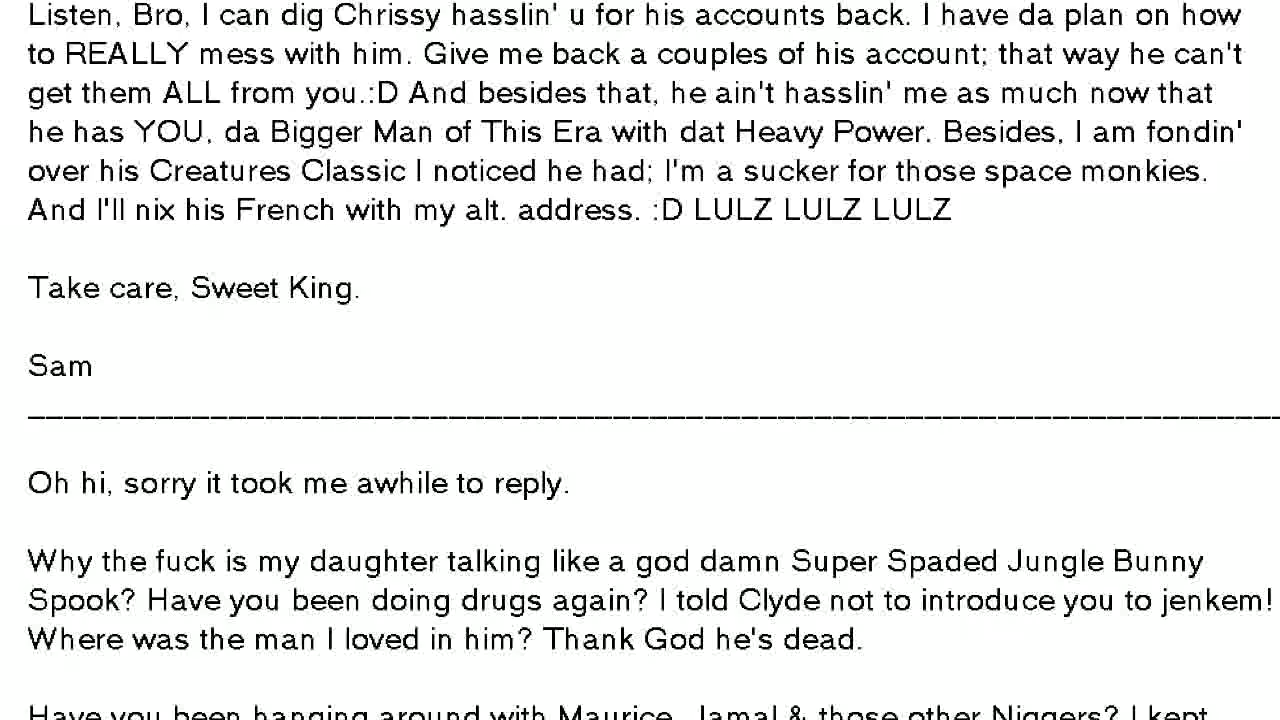 Listen, Bro, I can dig Chrissy hasslin' u for his accounts back. I have da plan on how
to REALLY mess with him. Give me back a couples of his account; that way he can't
get them ALL from you.:D And besides that, he ain't hasslin' me as much now that
he has YOU, da Bigger Man of This Era with dat Heavy Power. Besides, I am fondin'
over his Creatures Classic I noticed he had; I'm a sucker for those space monkies.
And I'll nix his French with my alt. address. :D LULZ LULZ LULZ
Take care, Sweet King.
Sam
______________________________________________________________________
Oh hi, sorry it took me awhile to reply.
Why the fuck is my daughter talking like a god damn Super Spaded Jungle Bunny
Spook? Have you been doing drugs again? I told Clyde not to introduce you to jenkem!
Where was the man I loved in him? Thank God he's dead.
Have you been hanging around with Maurice, Jamal & those other Niggers? I kept